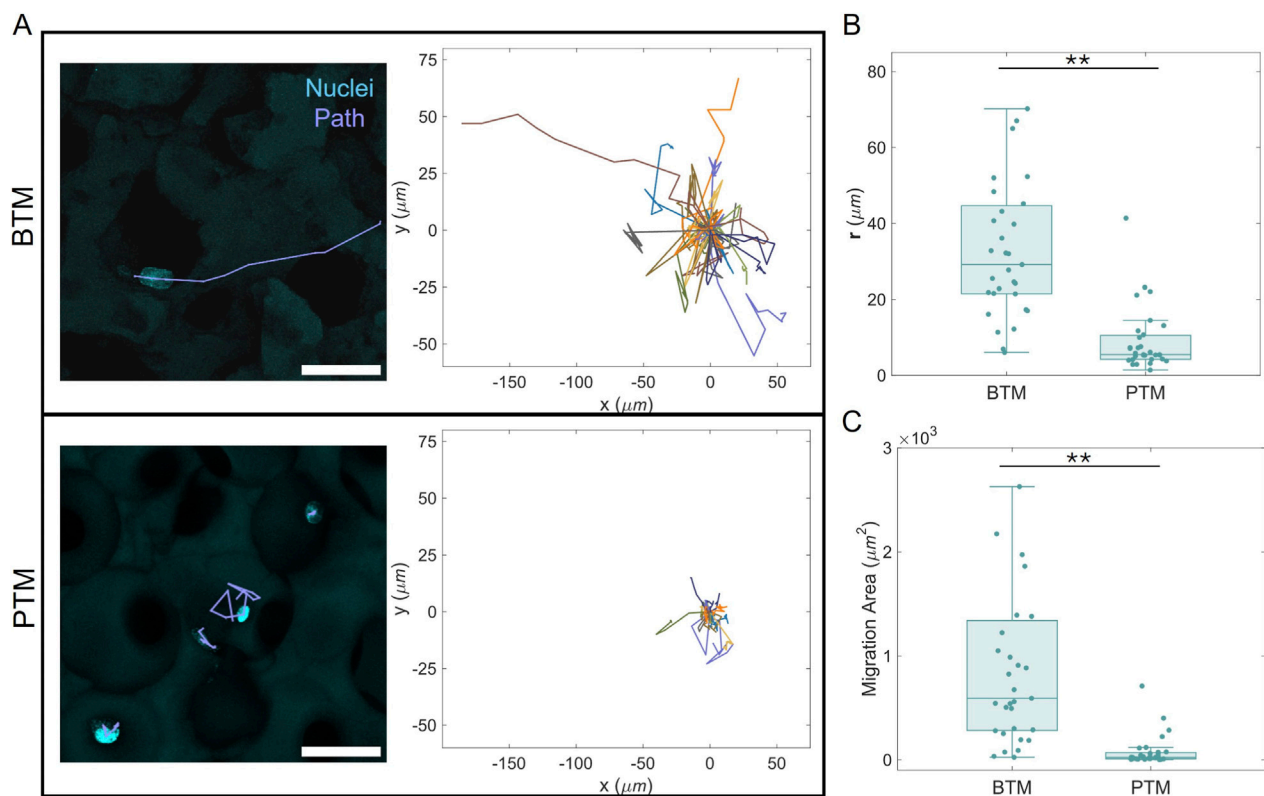 A
BTM
Nuclei
Path
75
50
25
0
-25
-50
y (μm)
-150 -100 -50 0 50
x (μm)
PTM
75
50
25
0
-25
-50
y (μm)
-150 -100 -50 0 50
x (μm)
B
**
80
60
40
20
0
r (μm)
BTM PTM
C
×10³
**
3
2
1
0
Migration Area (μm²)
BTM PTM